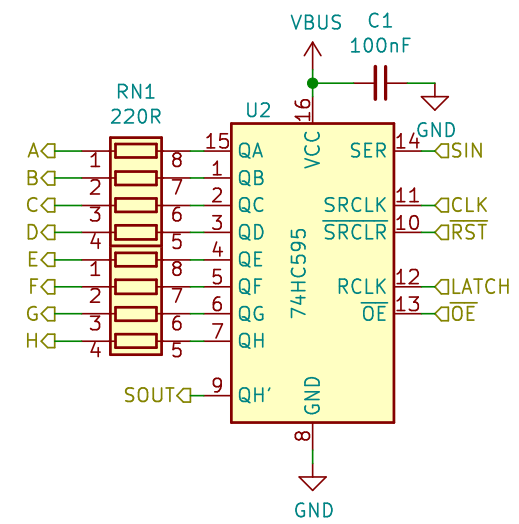 VBUS
C1
100nF
GND
RN1
220R
U2
16
VCC
A 1 8 15 QA
B 2 7 1 QB
C 3 6 2 QC
D 4 5 3 QD
E 1 8 4 QE
F 2 7 5 QF
G 3 6 6 QG
H 4 5 7 QH
SOUT 9 QH'
74HC595
SER 14 SIN
SRCLK 11 CLK
SRCLR 10 RST
RCLK 12 LATCH
OE 13 OE
GND
8
GND